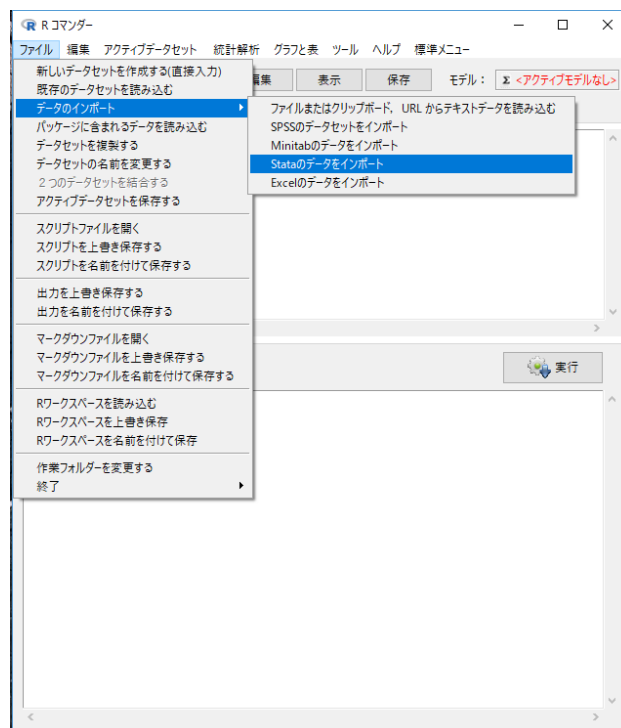 R コマンダー
ファイル 編集 アクティブデータセット 統計解析 グラフと表 ツール ヘルプ 標準メニュー
新しいデータセットを作成する(直接入力)
集 表示 保存 モデル: Σ <アクティブモデルなし>
既存のデータセットを読み込む
データのインポート
ファイルまたはクリップボード, URL からテキストデータを読み込む
パッケージに含まれるデータを読み込む
SPSSのデータセットをインポート
データセットを複製する
Minitabのデータをインポート
データセットの名前を変更する
Stataのデータをインポート
2つのデータセットを結合する
Excelのデータをインポート
アクティブデータセットを保存する
スクリプトファイルを開く
スクリプトを上書き保存する
スクリプトを名前を付けて保存する
出力を上書き保存する
出力を名前を付けて保存する
マークダウンファイルを開く
マークダウンファイルを上書き保存する
マークダウンファイルを名前を付けて保存する
実行
Rワークスペースを読み込む
Rワークスペースを上書き保存
Rワークスペースを名前を付けて保存
作業フォルダーを変更する
終了